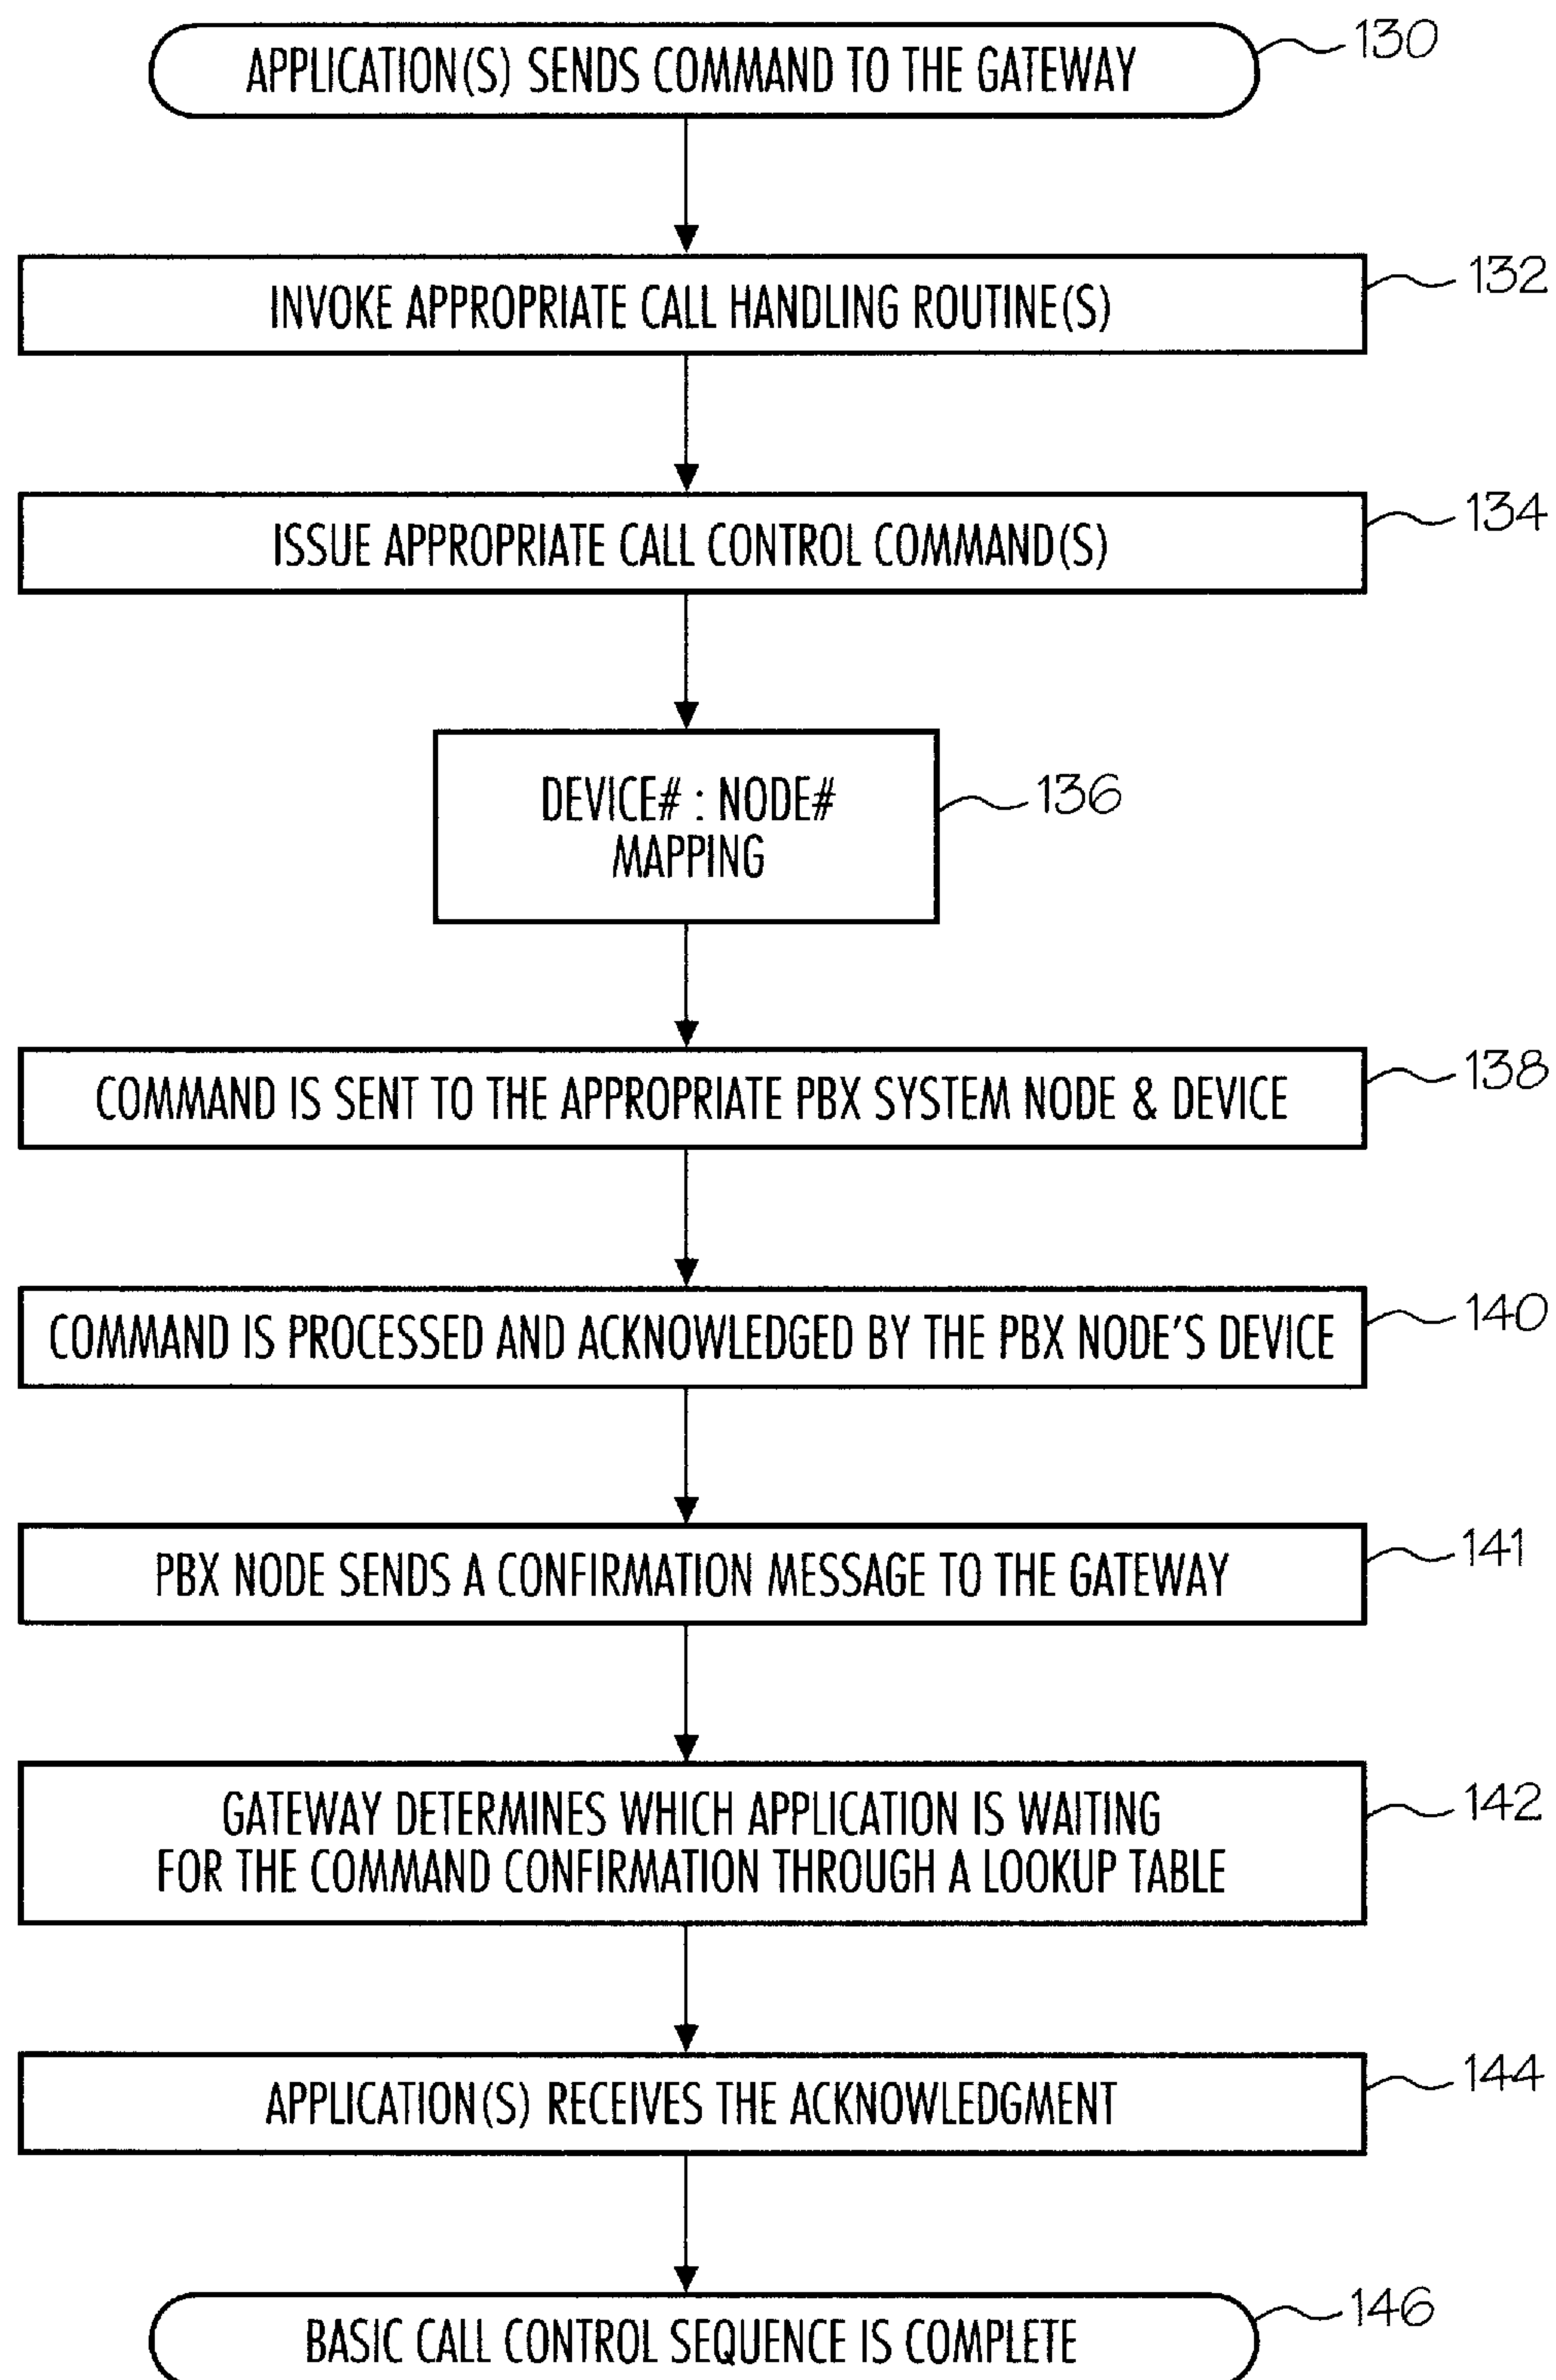 APPLICATION(S) SENDS COMMAND TO THE GATEWAY
130
INVOKE APPROPRIATE CALL HANDLING ROUTINE(S)
132
ISSUE APPROPRIATE CALL CONTROL COMMAND(S)
134
DEVICE# : NODE#
MAPPING
136
COMMAND IS SENT TO THE APPROPRIATE PBX SYSTEM NODE & DEVICE
138
COMMAND IS PROCESSED AND ACKNOWLEDGED BY THE PBX NODE'S DEVICE
140
PBX NODE SENDS A CONFIRMATION MESSAGE TO THE GATEWAY
141
GATEWAY DETERMINES WHICH APPLICATION IS WAITING
FOR THE COMMAND CONFIRMATION THROUGH A LOOKUP TABLE
142
APPLICATION(S) RECEIVES THE ACKNOWLEDGMENT
144
BASIC CALL CONTROL SEQUENCE IS COMPLETE
146